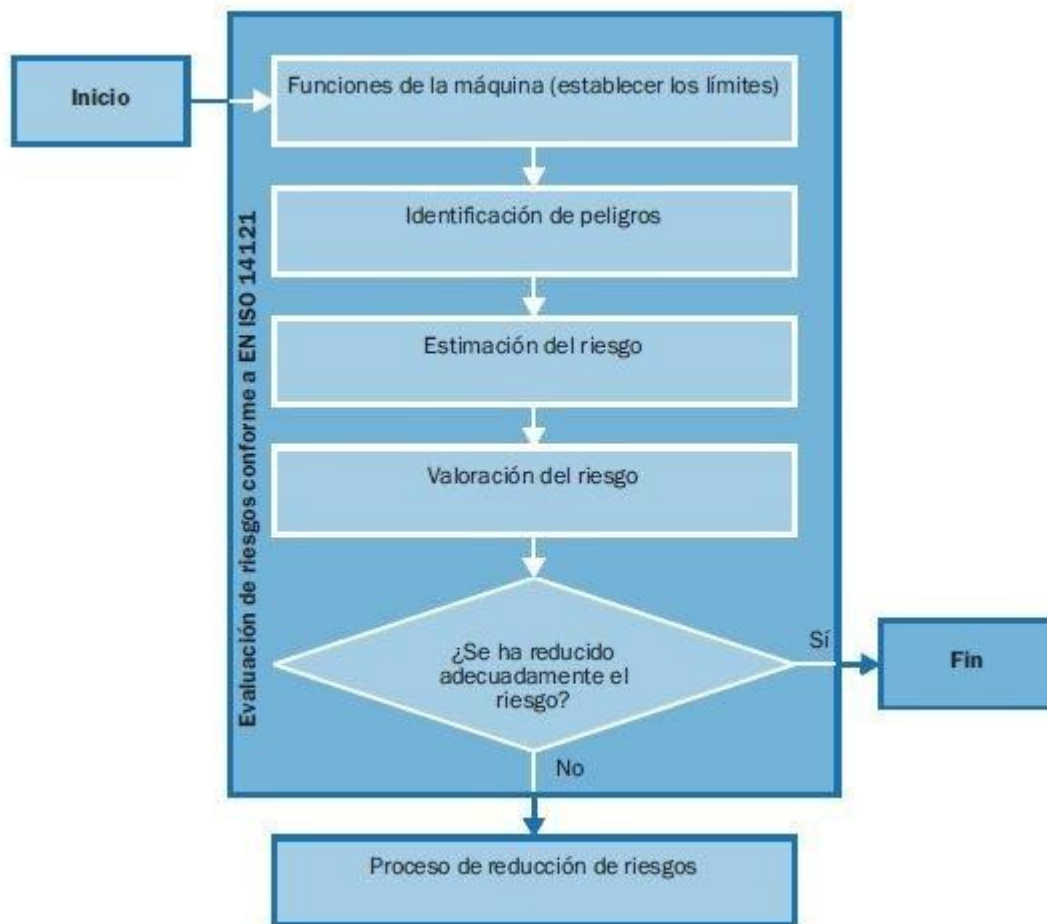 Inicio
Funciones de la máquina (establecer los límites)
Identificación de peligros
Estimación del riesgo
Valoración del riesgo
¿Se ha reducido
adecuadamente el
riesgo?
Sí
Fin
No
Proceso de reducción de riesgos
Evaluación de riesgos conforme a EN ISO 14121